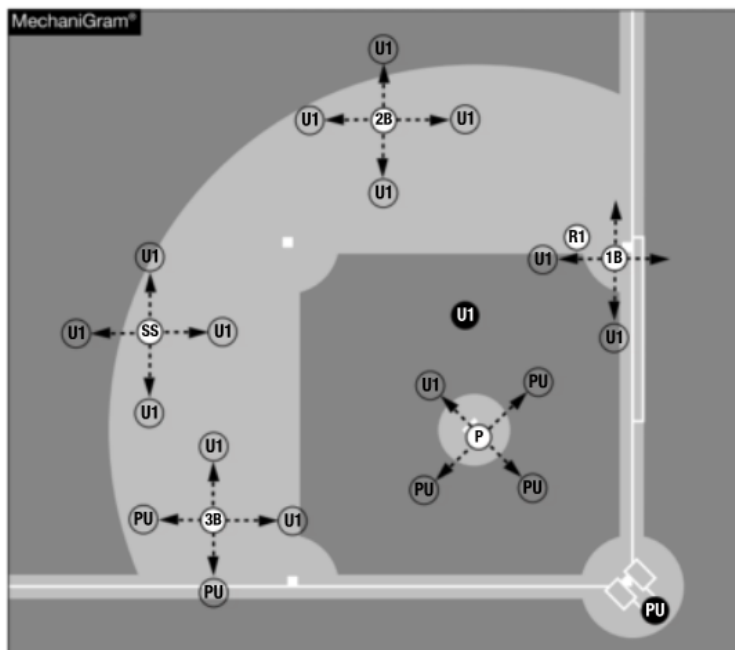 MechaniGram®
U1
U1 2B U1
U1
R1
U1 1B
U1
U1
U1 SS U1
U1
U1
U1 PU
P
PU PU
U1
PU 3B U1
PU
PU